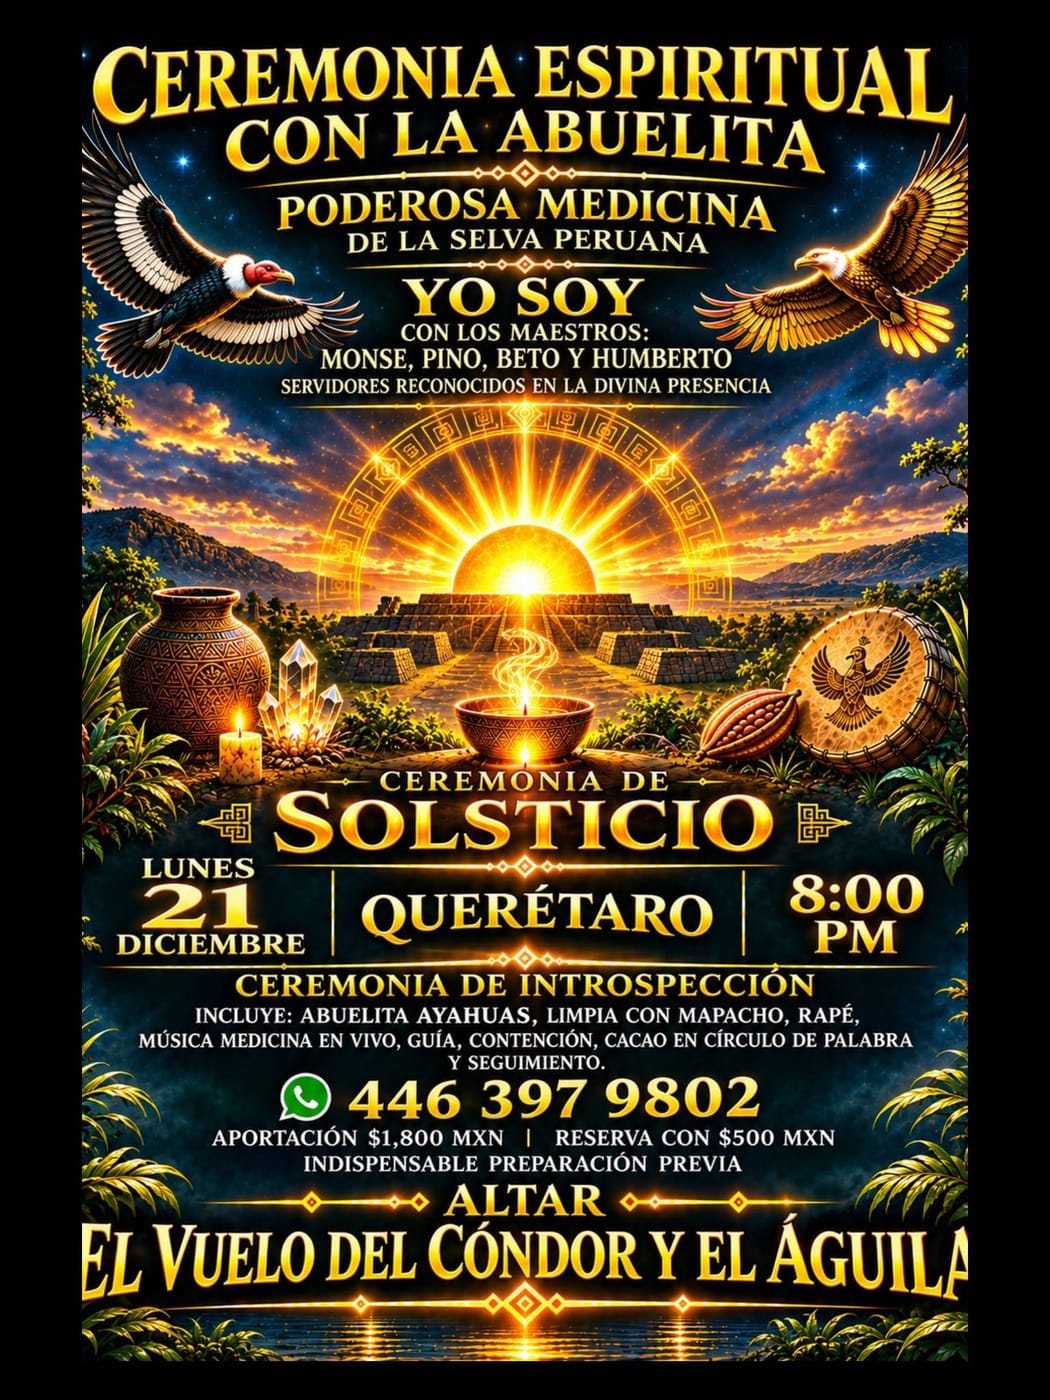 CEREMONIA ESPIRITUAL
CON LA ABUELITA
PODEROSA MEDICINA
DE LA SELVA PERUANA
YO SOY
CON LOS MAESTROS:
MONSE, PINO, BETO Y HUMBERTO
SERVIDORES RECONOCIDOS EN LA DIVINA PRESENCIA
CEREMONIA DE
SOLSTICIO
LUNES
21
DICIEMBRE
QUERÉTARO
8:00
PM
CEREMONIA DE INTROSPECCIÓN
INCLUYE: ABUELITA AYAHUAS, LIMPIA CON MAPACHO, RAPÉ,
MÚSICA MEDICINA EN VIVO, GUÍA, CONTENCIÓN, CACAO EN CÍRCULO DE PALABRA
Y SEGUIMIENTO.
446 397 9802
APORTACIÓN $1,800 MXN | RESERVA CON $500 MXN
INDISPENSABLE PREPARACIÓN PREVIA
ALTAR
EL VUELO DEL CÓNDOR Y EL ÁGUILA